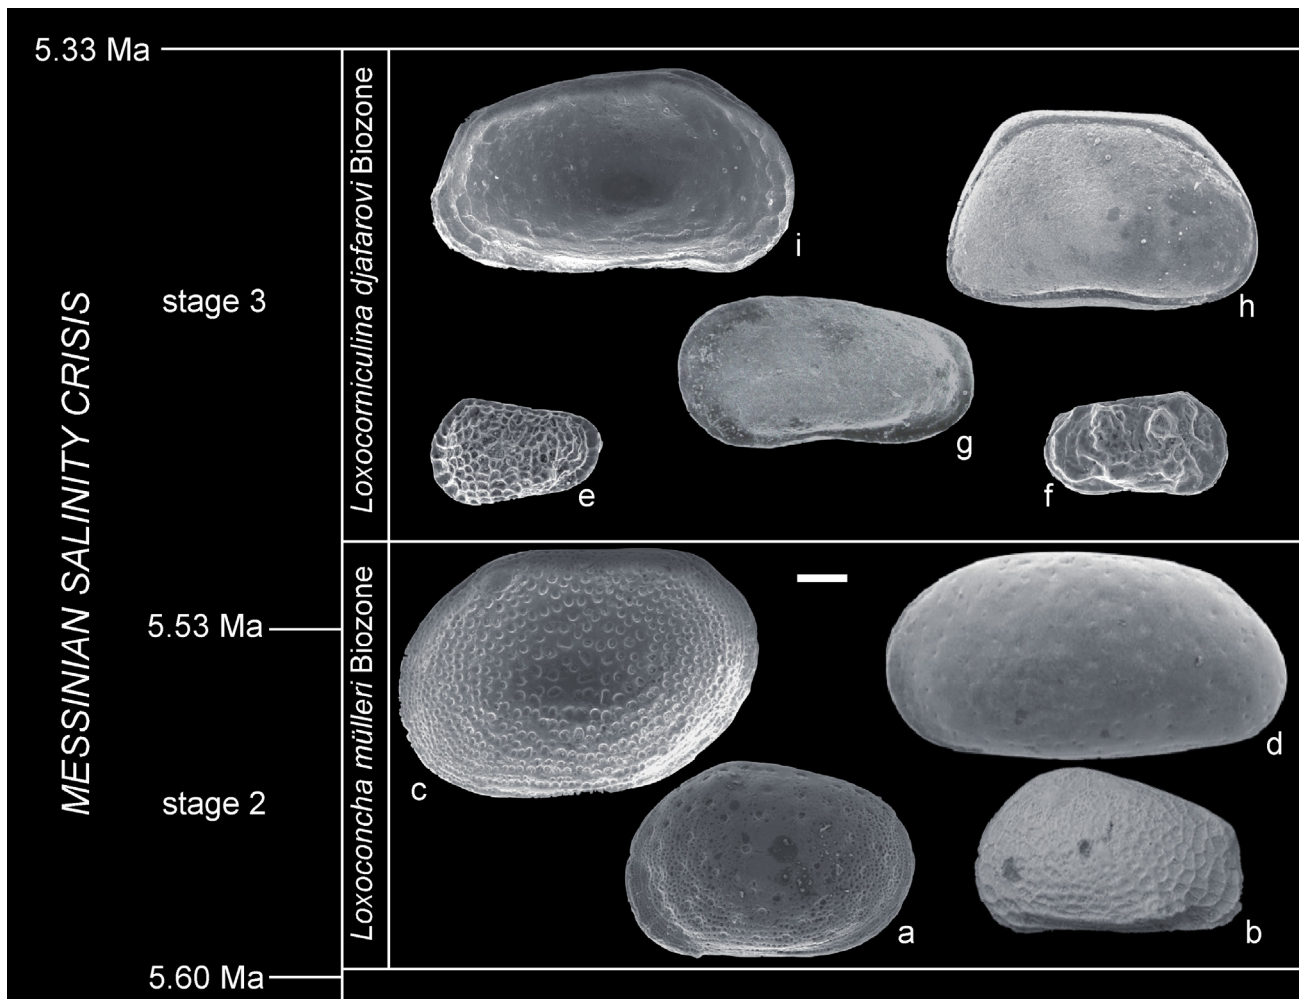 5.33 Ma
MESSINIAN SALINITY CRISIS
stage 3
Loxocorniculina djafarovi Biozone
i
h
g
e
f
5.53 Ma
stage 2
Loxoconcha mülleri Biozone
c
d
a
b
5.60 Ma